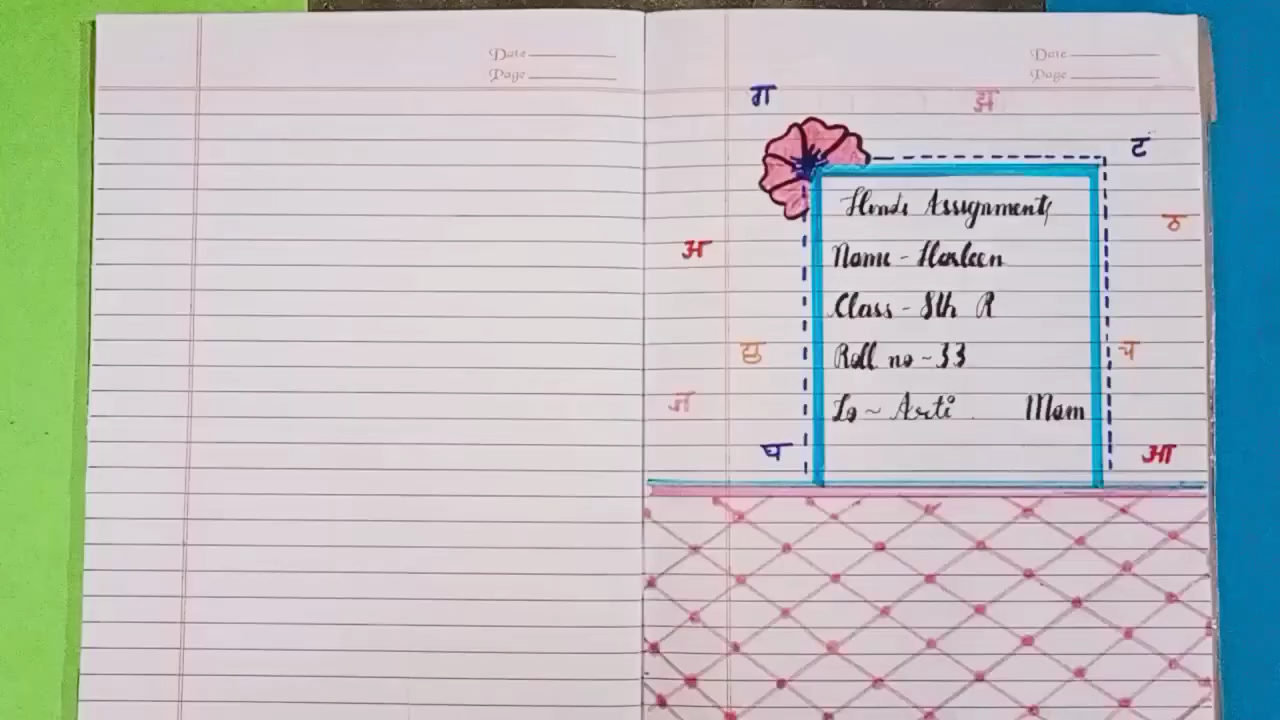 Date
Page
Date
Page
ग
झ
ट
ठ
Hindi Assignment
अ
Name - Harleen
Class - 8th A
छ
च
Roll no - 33
ज
To ~ Arti Mam
घ
आ